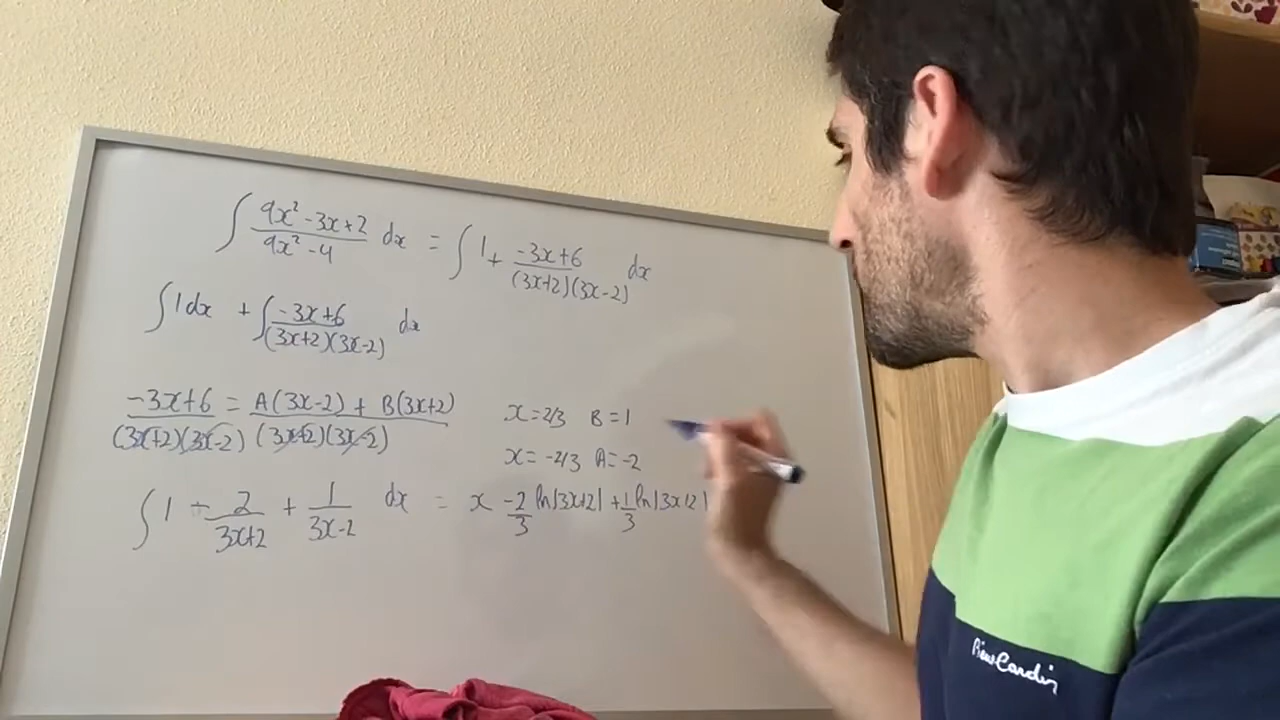 ∫ (9x² - 3x + 2)/(9x² - 4) dx = ∫ 1 + (-3x + 6)/((3x+2)(3x-2)) dx
∫ 1dx + ∫ (-3x+6)/((3x+2)(3x-2)) dx
(-3x+6)/((3x+2)(3x-2)) = (A(3x-2) + B(3x+2))/((3x+2)(3x-2))
x = 2/3 B = 1
x = -2/3 A = -2
∫ 1 - 2/(3x+2) + 1/(3x-2) dx = x - 2/3 ln|3x+2| + 1/3 ln|3x+2|
Pierre Cardin